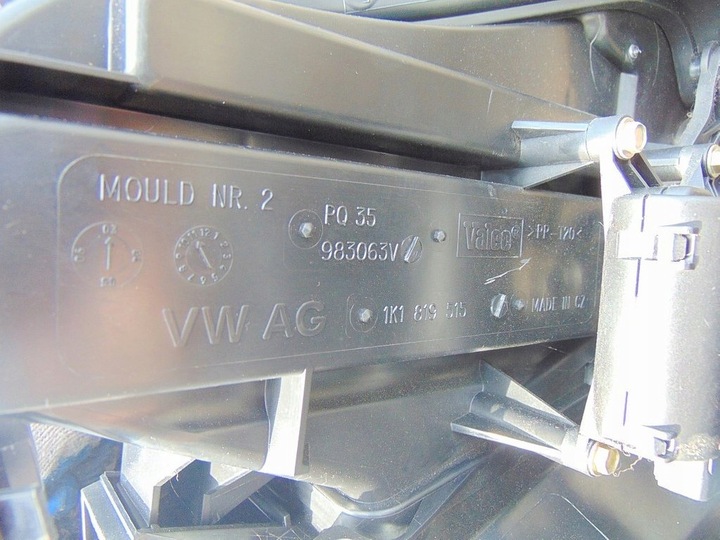 MOULD NR. 2
PQ 35
983063V
Valeo®
>PP-T20<
VW AG
1K1 819 515
MADE IN CZ